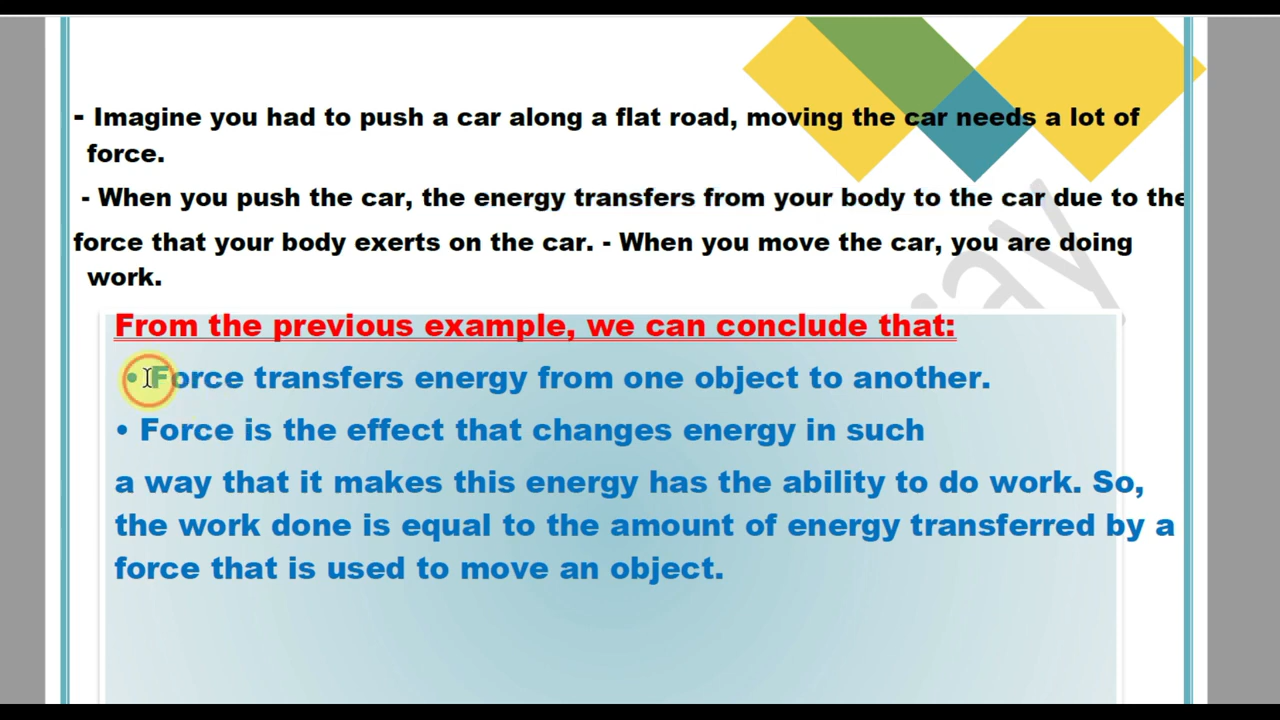 - Imagine you had to push a car along a flat road, moving the car needs a lot of
force.
- When you push the car, the energy transfers from your body to the car due to the
force that your body exerts on the car. - When you move the car, you are doing
work.
From the previous example, we can conclude that:
• Force transfers energy from one object to another.
• Force is the effect that changes energy in such
a way that it makes this energy has the ability to do work. So,
the work done is equal to the amount of energy transferred by a
force that is used to move an object.